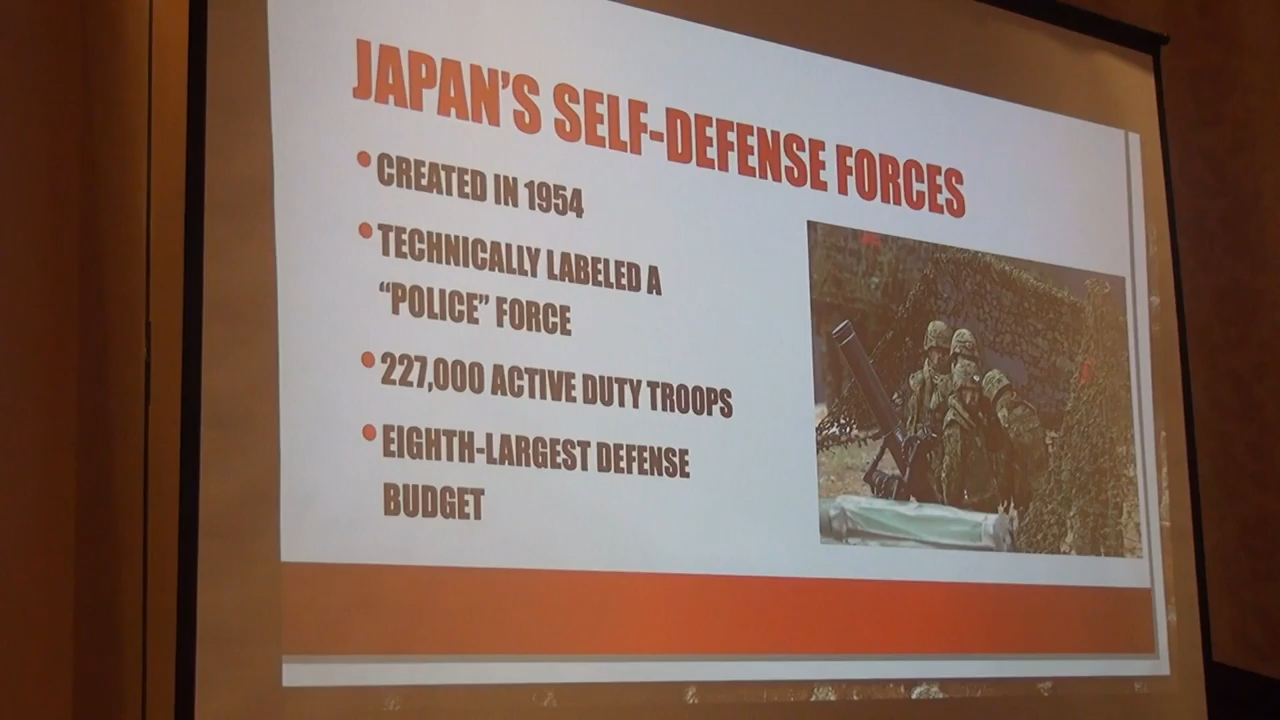 JAPAN'S SELF-DEFENSE FORCES
• CREATED IN 1954
• TECHNICALLY LABELED A
“POLICE” FORCE
• 227,000 ACTIVE DUTY TROOPS
• EIGHTH-LARGEST DEFENSE
BUDGET